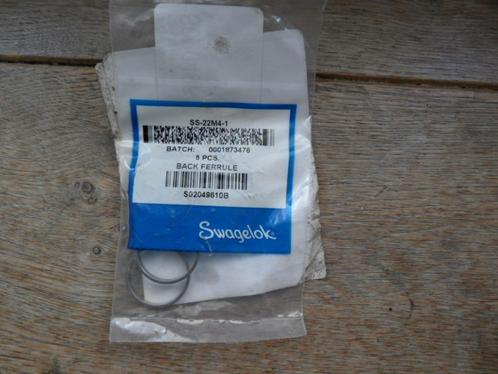 SS-22M4-1
BATCH: 0001873476
5 PCS.
BACK FERRULE
S02049610B
Swagelok